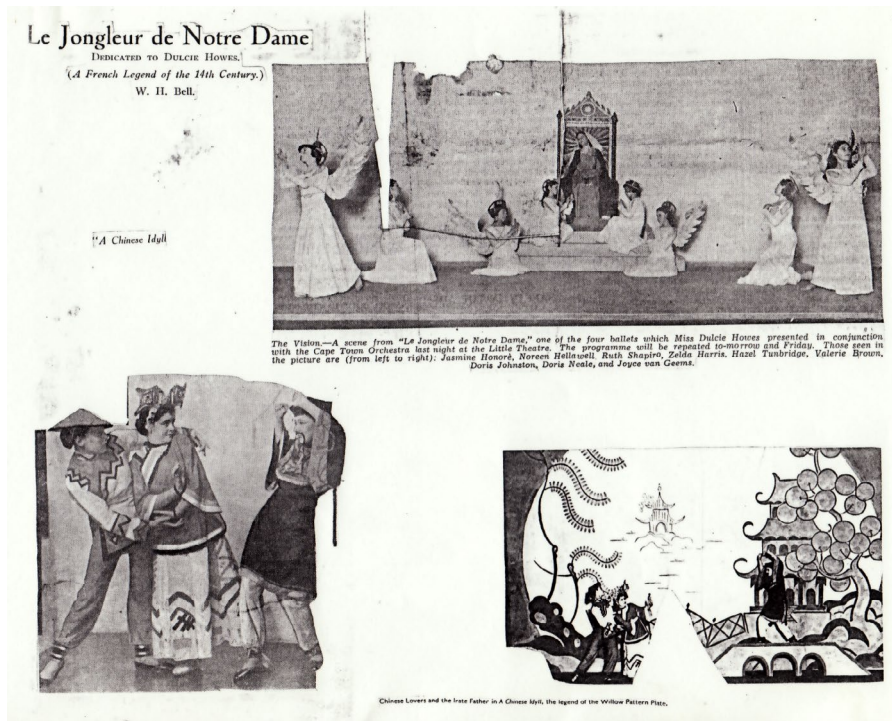 Le Jongleur de Notre Dame
Dedicated to Dulcie Howes.
(A French Legend of the 14th Century.)
W. H. Bell.
"A Chinese Idyll
The Vision.—A scene from "Le Jongleur de Notre Dame," one of the four ballets which Miss Dulcie Howes presented in conjunction
with the Cape Town Orchestra last night at the Little Theatre. The programme will be repeated to-morrow and Friday. Those seen in
the picture are (from left to right): Jasmine Honorè, Noreen Hellawell, Ruth Shapiro, Zelda Harris, Hazel Tunbridge, Valerie Brown,
Doris Johnston, Doris Neale, and Joyce van Geems.
Chinese Lovers and the Irate Father in A Chinese Idyll, the legend of the Willow Pattern Plate.